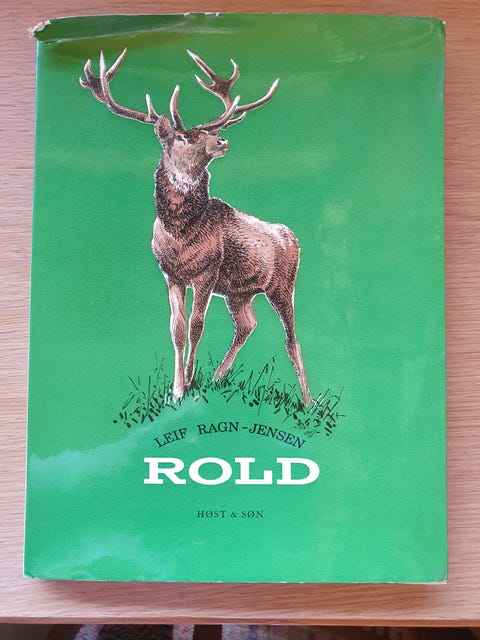 LEIF RAGN-JENSEN
ROLD
HØST & SØN